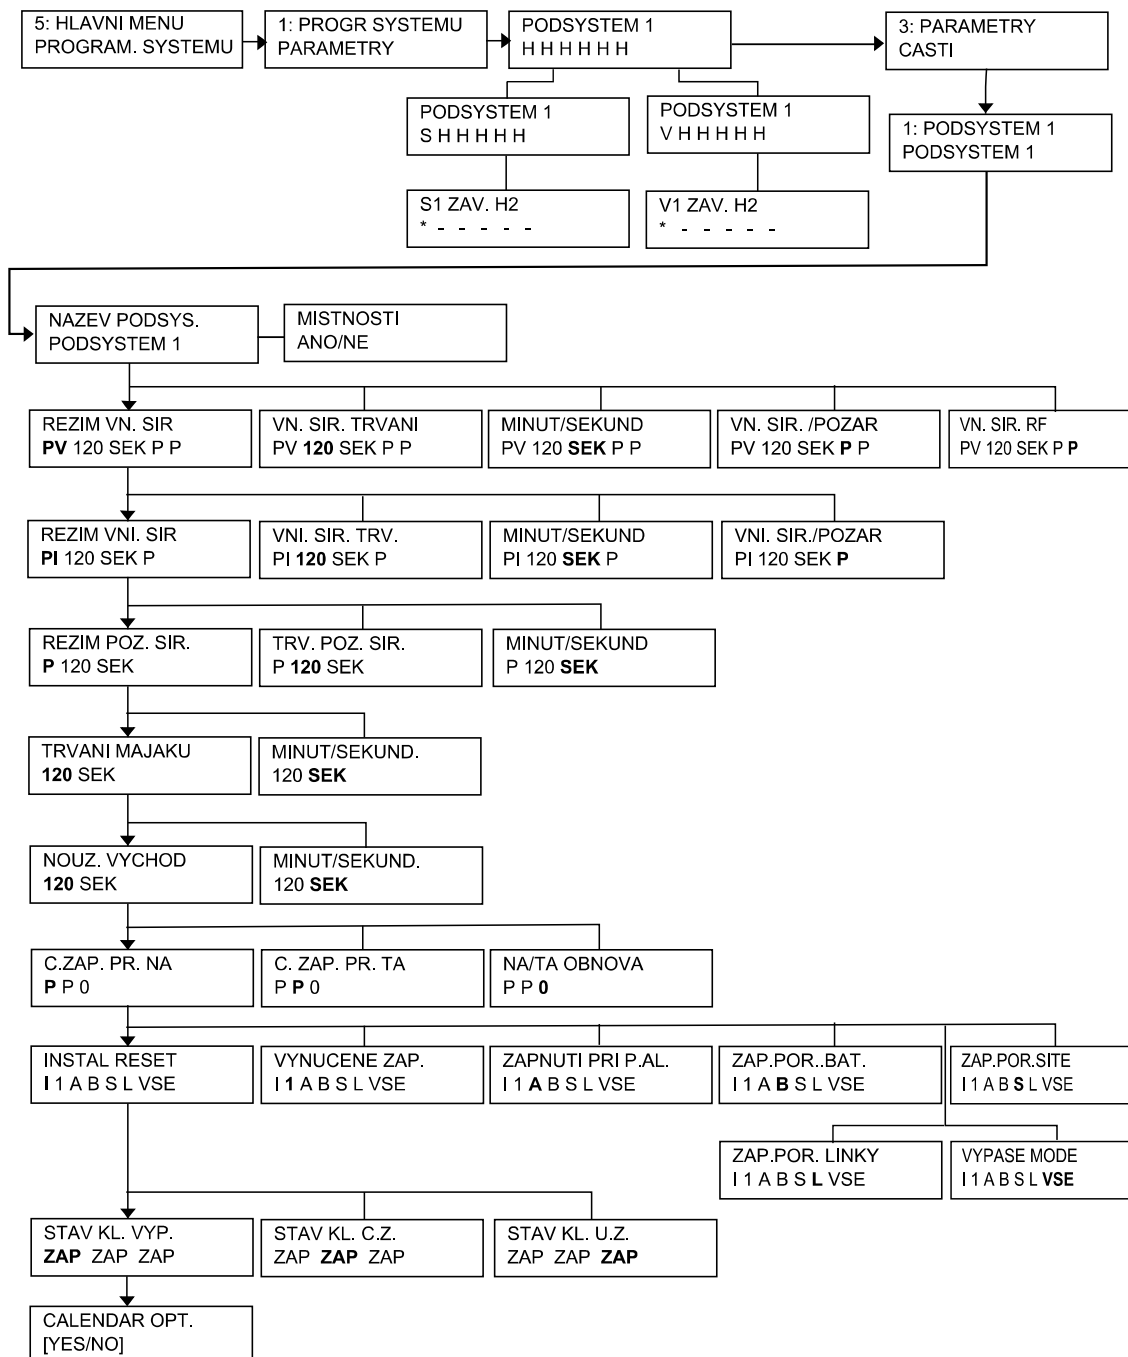 5: HLAVNI MENU
PROGRAM. SYSTEMU
1: PROGR SYSTEMU
PARAMETRY
PODSYSTEM 1
H H H H H H
3: PARAMETRY
CASTI
PODSYSTEM 1
S H H H H H
PODSYSTEM 1
V H H H H H
1: PODSYSTEM 1
PODSYSTEM 1
S1 ZAV. H2
* - - - - -
V1 ZAV. H2
* - - - - -
NAZEV PODSYS.
PODSYSTEM 1
MISTNOSTI
ANO/NE
REZIM VN. SIR
PV 120 SEK P P
VN. SIR. TRVANI
PV 120 SEK P P
MINUT/SEKUND
PV 120 SEK P P
VN. SIR. /POZAR
PV 120 SEK P P
VN. SIR. RF
PV 120 SEK P P
REZIM VNI. SIR
PI 120 SEK P
VNI. SIR. TRV.
PI 120 SEK P
MINUT/SEKUND
PI 120 SEK P
VNI. SIR./POZAR
PI 120 SEK P
REZIM POZ. SIR.
P 120 SEK
TRV. POZ. SIR.
P 120 SEK
MINUT/SEKUND
P 120 SEK
TRVANI MAJAKU
120 SEK
MINUT/SEKUND.
120 SEK
NOUZ. VYCHOD
120 SEK
MINUT/SEKUND.
120 SEK
C.ZAP. PR. NA
P P 0
C. ZAP. PR. TA
P P 0
NA/TA OBNOVA
P P 0
INSTAL RESET
I 1 A B S L VSE
VYNUCENE ZAP.
I 1 A B S L VSE
ZAPNUTI PRI P.AL.
I 1 A B S L VSE
ZAP.POR..BAT.
I 1 A B S L VSE
ZAP.POR.SITE
I 1 A B S L VSE
ZAP.POR. LINKY
I 1 A B S L VSE
VYPASE MODE
I 1 A B S L VSE
STAV KL. VYP.
ZAP ZAP ZAP
STAV KL. C.Z.
ZAP ZAP ZAP
STAV KL. U.Z.
ZAP ZAP ZAP
CALENDAR OPT.
[YES/NO]